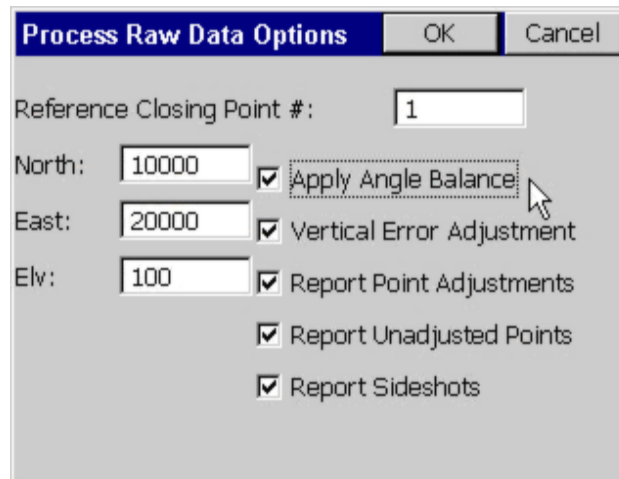 Process Raw Data Options OK Cancel
Reference Closing Point #: 1
North: 10000 Apply Angle Balance
East: 20000 Vertical Error Adjustment
Elv: 100 Report Point Adjustments
Report Unadjusted Points
Report Sideshots